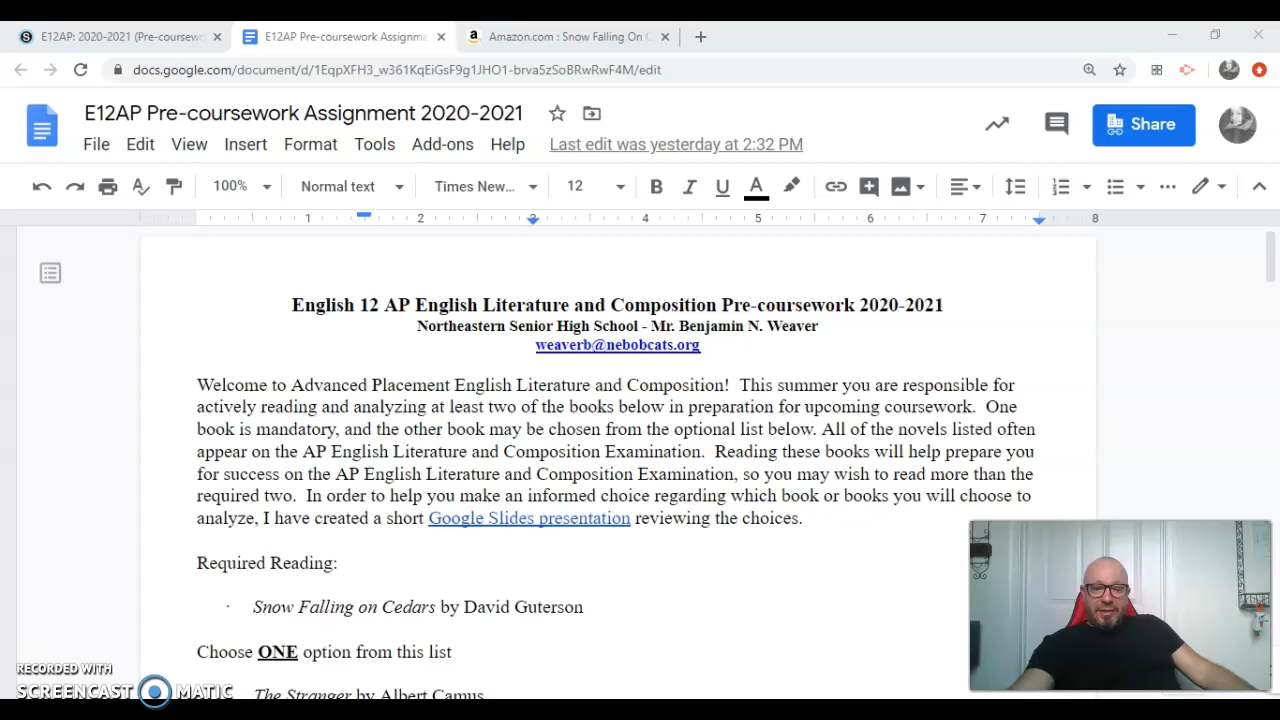 E12AP: 2020-2021 (Pre-coursew
E12AP Pre-coursework Assignme
Amazon.com : Snow Falling On C
docs.google.com/document/d/1EqpXFH3_w361KqEiGsF9g1JHO1-brva5zSoBRwRwF4M/edit
E12AP Pre-coursework Assignment 2020-2021
File Edit View Insert Format Tools Add-ons Help Last edit was yesterday at 2:32 PM
Share
100% Normal text Times New... 12 B I U A
1 2 3 4 5 6 7 8
English 12 AP English Literature and Composition Pre-coursework 2020-2021
Northeastern Senior High School - Mr. Benjamin N. Weaver
weaverb@nebobcats.org
Welcome to Advanced Placement English Literature and Composition! This summer you are responsible for
actively reading and analyzing at least two of the books below in preparation for upcoming coursework. One
book is mandatory, and the other book may be chosen from the optional list below. All of the novels listed often
appear on the AP English Literature and Composition Examination. Reading these books will help prepare you
for success on the AP English Literature and Composition Examination, so you may wish to read more than the
required two. In order to help you make an informed choice regarding which book or books you will choose to
analyze, I have created a short Google Slides presentation reviewing the choices.
Required Reading:
· Snow Falling on Cedars by David Guterson
Choose ONE option from this list
The Stranger by Albert Camus
RECORDED WITH
SCREENCAST MATIC